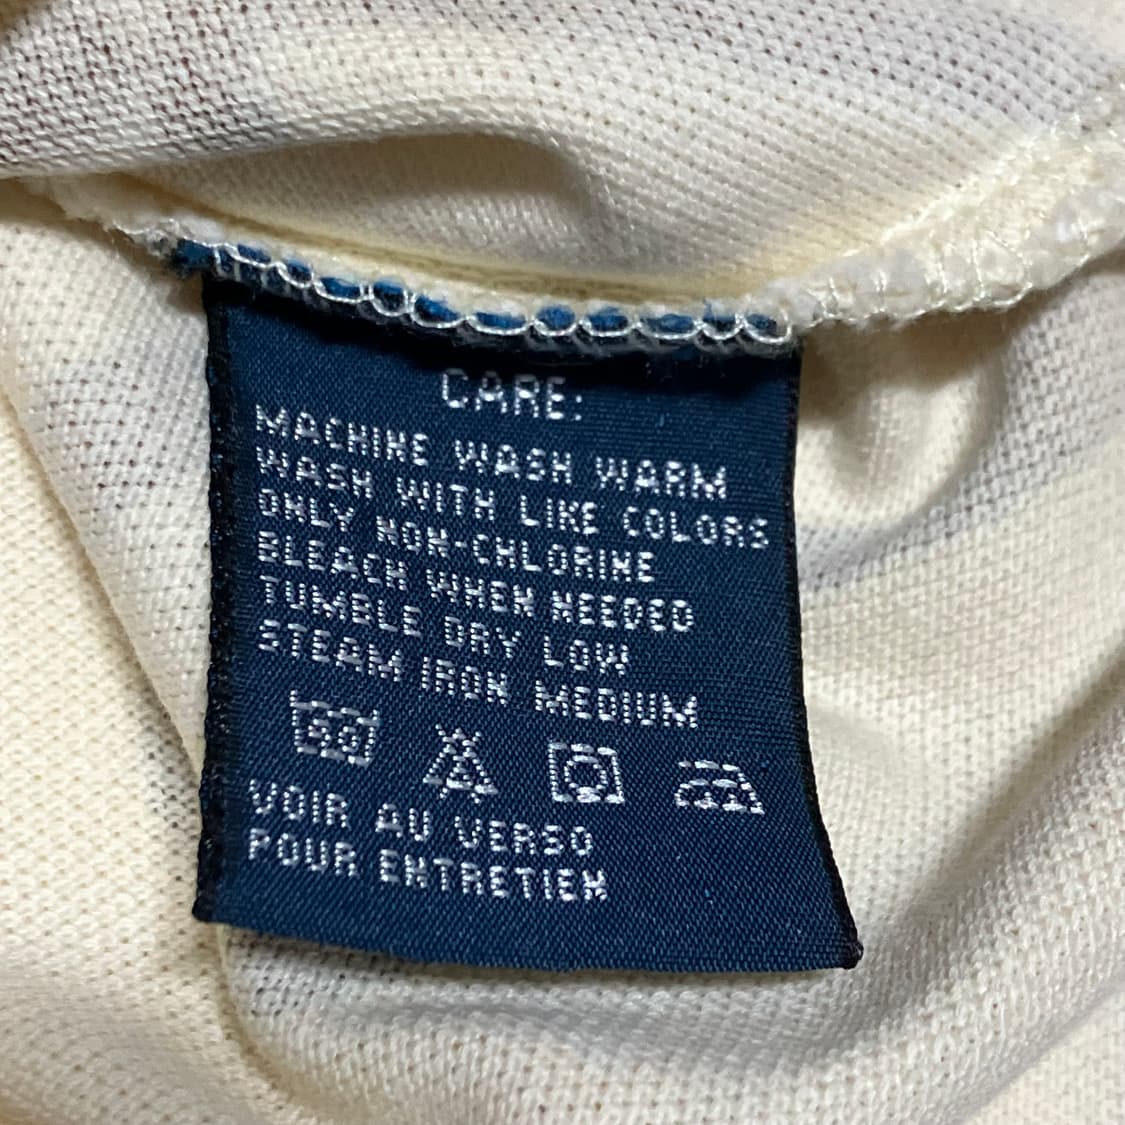 CARE:
MACHINE WASH WARM
WASH WITH LIKE COLORS
ONLY NON-CHLORINE
BLEACH WHEN NEEDED
TUMBLE DRY LOW
STEAM IRON MEDIUM
VOIR AU VERSO
POUR ENTRETIEN